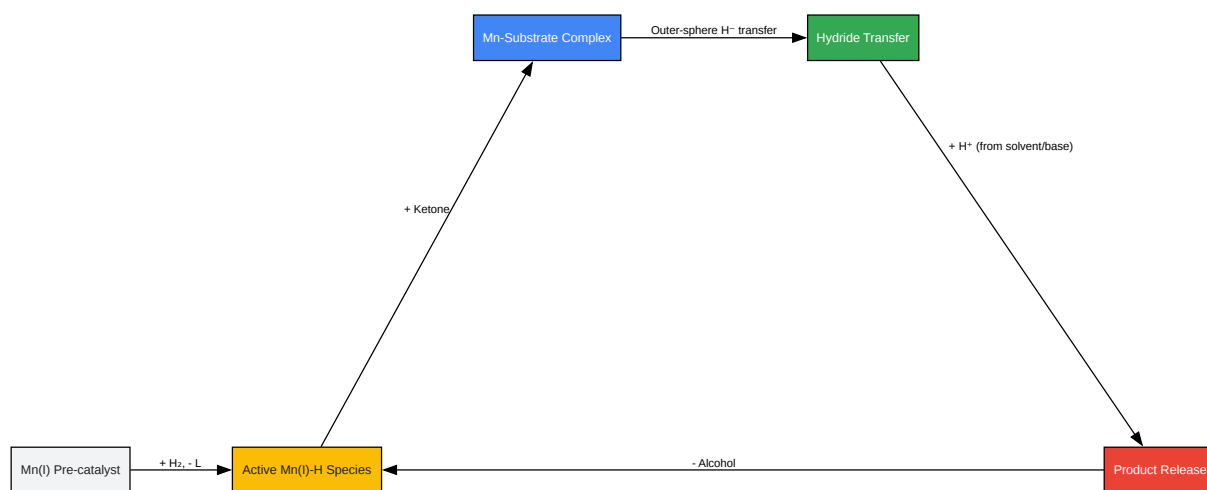 Mn-Substrate Complex
Outer-sphere H⁻ transfer
Hydride Transfer
+ H⁺ (from solvent/base)
+ Ketone
Mn(I) Pre-catalyst
+ H₂, - L
Active Mn(I)-H Species
- Alcohol
Product Release